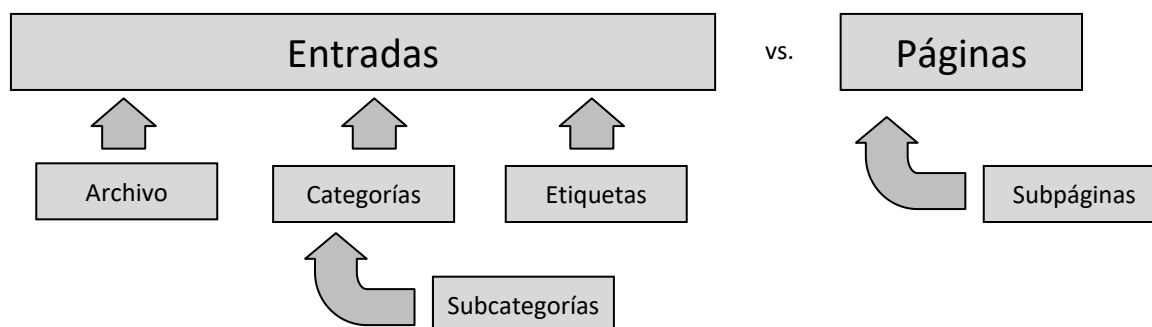 Entradas
vs.
Páginas
Archivo
Categorías
Etiquetas
Subpáginas
Subcategorías